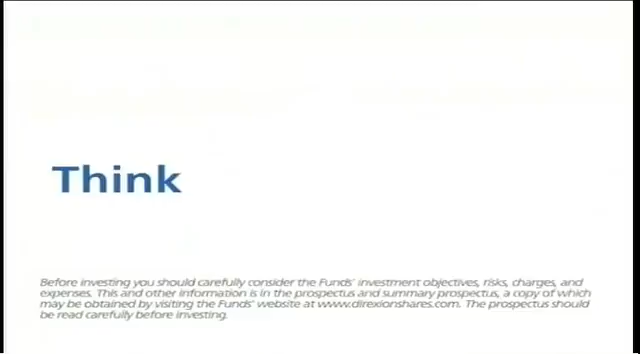 Think
Before investing you should carefully consider the Funds' investment objectives, risks, charges, and
expenses. This and other information is in the prospectus and summary prospectus, a copy of which
may be obtained by visiting the Funds' website at www.direxionshares.com. The prospectus should
be read carefully before investing.